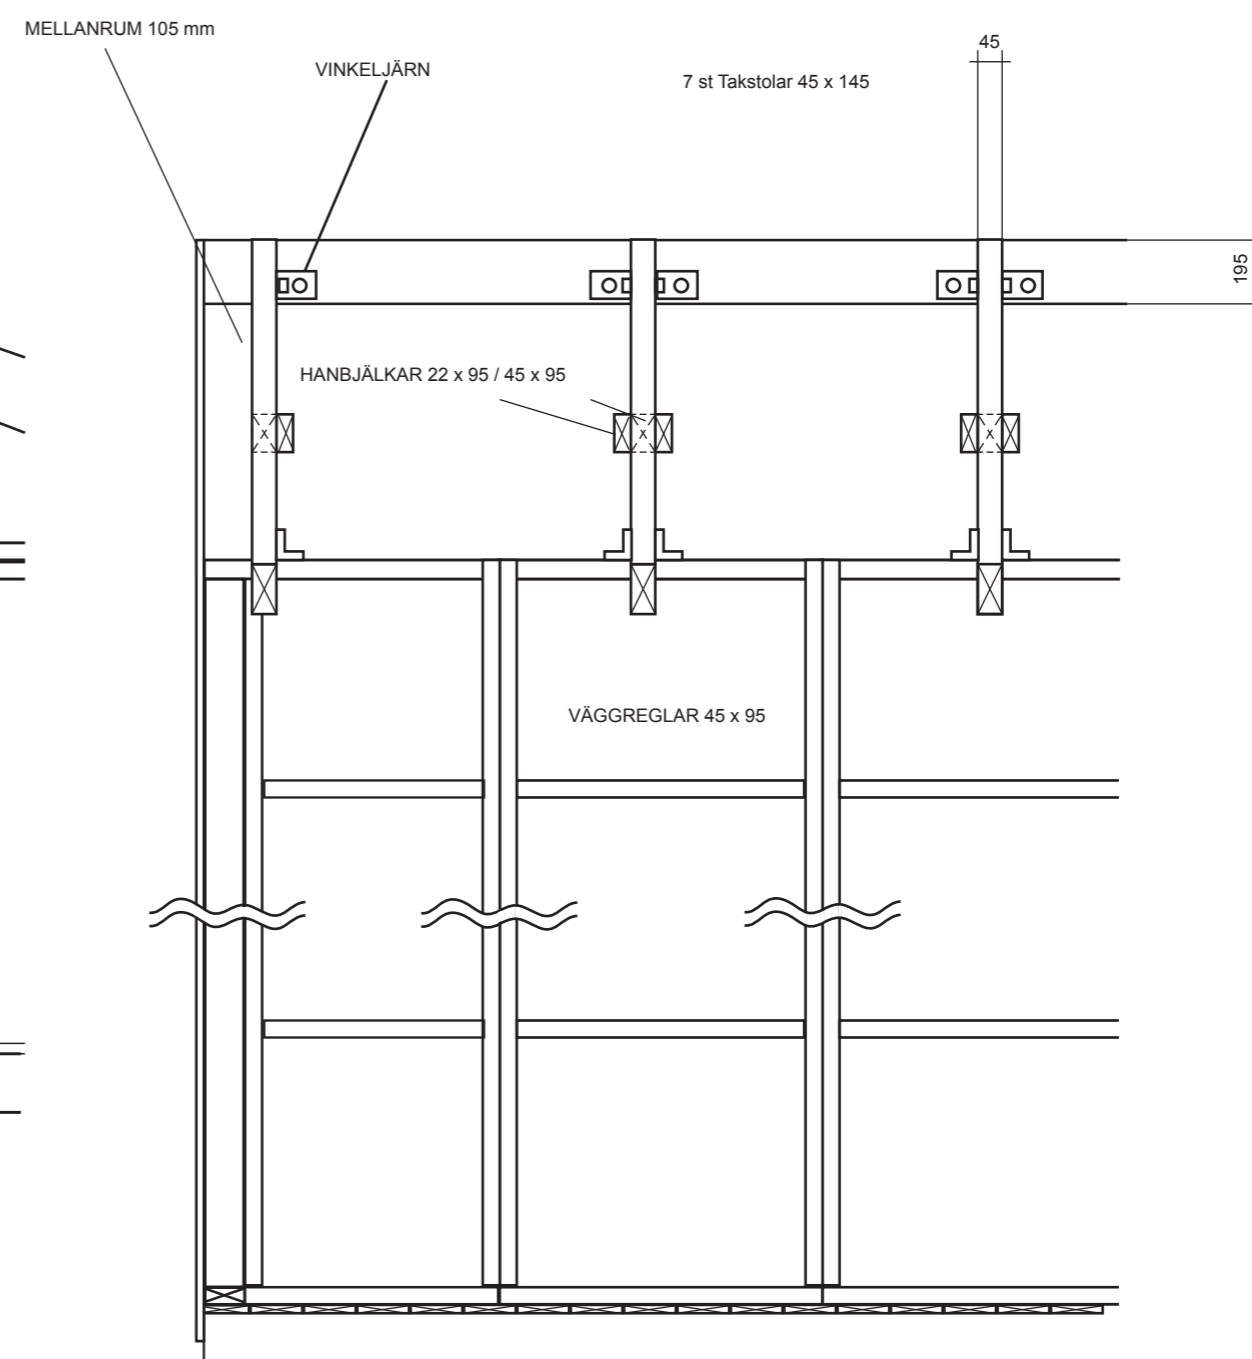 MELLANRUM 105 mm
VINKELJÄRN
7 st Takstolar 45 x 145
45
195
HANBJÄLKAR 22 x 95 / 45 x 95
x
x
x
VÄGGREGLAR 45 x 95